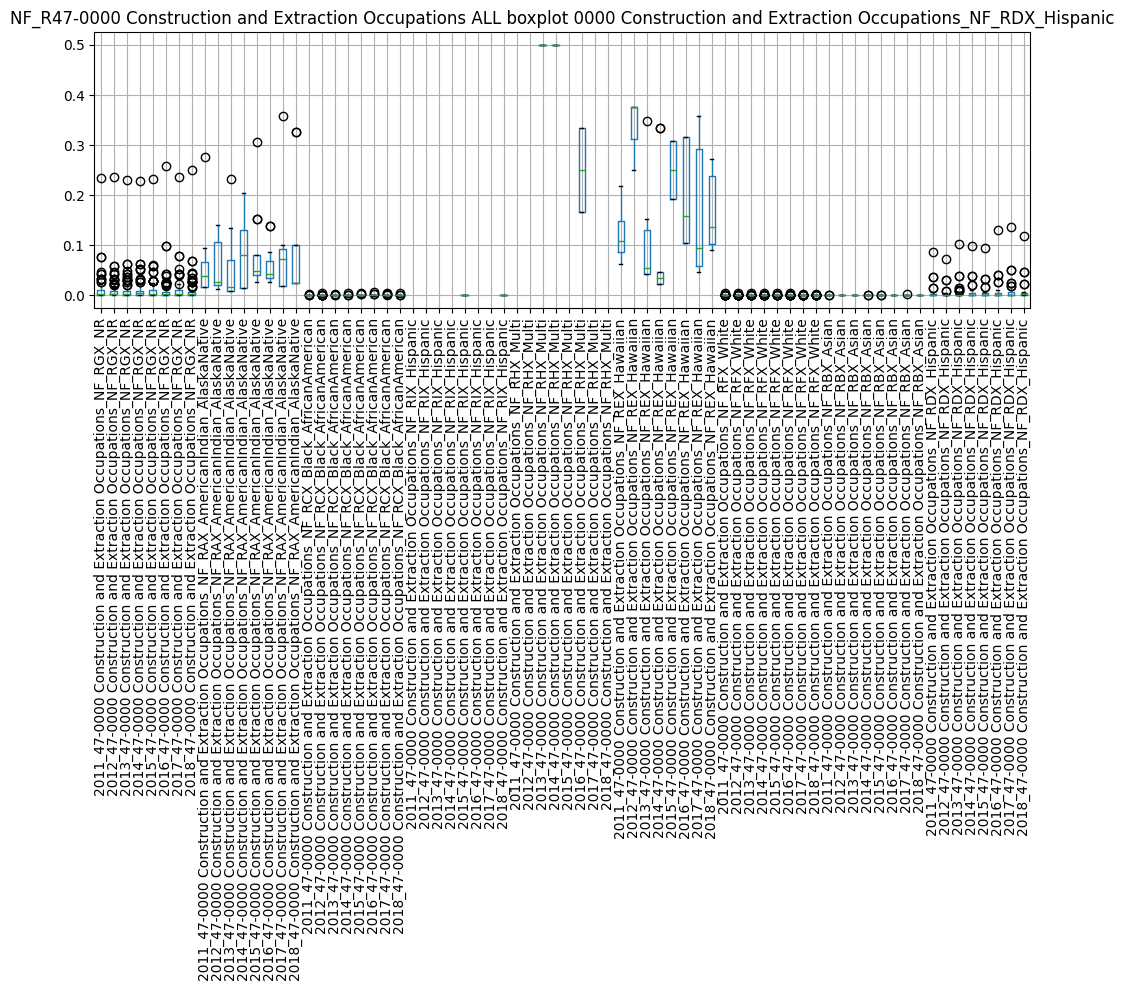 NF_R47-0000 Construction and Extraction Occupations ALL boxplot 0000 Construction and Extraction Occupations_NF_RDX_Hispanic
0.5
0.4
0.3
0.2
0.1
0.0
2011_47-0000 Construction and Extraction Occupations_NF_RGX_NR
2012_47-0000 Construction and Extraction Occupations_NF_RGX_NR
2013_47-0000 Construction and Extraction Occupations_NF_RGX_NR
2014_47-0000 Construction and Extraction Occupations_NF_RGX_NR
2015_47-0000 Construction and Extraction Occupations_NF_RGX_NR
2016_47-0000 Construction and Extraction Occupations_NF_RGX_NR
2017_47-0000 Construction and Extraction Occupations_NF_RGX_NR
2018_47-0000 Construction and Extraction Occupations_NF_RGX_NR
2011_47-0000 Construction and Extraction Occupations_NF_RAX_AmericanIndian_AlaskaNative
2012_47-0000 Construction and Extraction Occupations_NF_RAX_AmericanIndian_AlaskaNative
2013_47-0000 Construction and Extraction Occupations_NF_RAX_AmericanIndian_AlaskaNative
2014_47-0000 Construction and Extraction Occupations_NF_RAX_AmericanIndian_AlaskaNative
2015_47-0000 Construction and Extraction Occupations_NF_RAX_AmericanIndian_AlaskaNative
2016_47-0000 Construction and Extraction Occupations_NF_RAX_AmericanIndian_AlaskaNative
2017_47-0000 Construction and Extraction Occupations_NF_RAX_AmericanIndian_AlaskaNative
2018_47-0000 Construction and Extraction Occupations_NF_RAX_AmericanIndian_AlaskaNative
2011_47-0000 Construction and Extraction Occupations_NF_RCX_Black_AfricanAmerican
2012_47-0000 Construction and Extraction Occupations_NF_RCX_Black_AfricanAmerican
2013_47-0000 Construction and Extraction Occupations_NF_RCX_Black_AfricanAmerican
2014_47-0000 Construction and Extraction Occupations_NF_RCX_Black_AfricanAmerican
2015_47-0000 Construction and Extraction Occupations_NF_RCX_Black_AfricanAmerican
2016_47-0000 Construction and Extraction Occupations_NF_RCX_Black_AfricanAmerican
2017_47-0000 Construction and Extraction Occupations_NF_RCX_Black_AfricanAmerican
2018_47-0000 Construction and Extraction Occupations_NF_RCX_Black_AfricanAmerican
2011_47-0000 Construction and Extraction Occupations_NF_RIX_Hispanic
2012_47-0000 Construction and Extraction Occupations_NF_RIX_Hispanic
2013_47-0000 Construction and Extraction Occupations_NF_RIX_Hispanic
2014_47-0000 Construction and Extraction Occupations_NF_RIX_Hispanic
2015_47-0000 Construction and Extraction Occupations_NF_RIX_Hispanic
2016_47-0000 Construction and Extraction Occupations_NF_RIX_Hispanic
2017_47-0000 Construction and Extraction Occupations_NF_RIX_Hispanic
2018_47-0000 Construction and Extraction Occupations_NF_RIX_Hispanic
2011_47-0000 Construction and Extraction Occupations_NF_RHX_Multi
2012_47-0000 Construction and Extraction Occupations_NF_RHX_Multi
2013_47-0000 Construction and Extraction Occupations_NF_RHX_Multi
2014_47-0000 Construction and Extraction Occupations_NF_RHX_Multi
2015_47-0000 Construction and Extraction Occupations_NF_RHX_Multi
2016_47-0000 Construction and Extraction Occupations_NF_RHX_Multi
2017_47-0000 Construction and Extraction Occupations_NF_RHX_Multi
2018_47-0000 Construction and Extraction Occupations_NF_RHX_Multi
2011_47-0000 Construction and Extraction Occupations_NF_REX_Hawaiian
2012_47-0000 Construction and Extraction Occupations_NF_REX_Hawaiian
2013_47-0000 Construction and Extraction Occupations_NF_REX_Hawaiian
2014_47-0000 Construction and Extraction Occupations_NF_REX_Hawaiian
2015_47-0000 Construction and Extraction Occupations_NF_REX_Hawaiian
2016_47-0000 Construction and Extraction Occupations_NF_REX_Hawaiian
2017_47-0000 Construction and Extraction Occupations_NF_REX_Hawaiian
2018_47-0000 Construction and Extraction Occupations_NF_REX_Hawaiian
2011_47-0000 Construction and Extraction Occupations_NF_RFX_White
2012_47-0000 Construction and Extraction Occupations_NF_RFX_White
2013_47-0000 Construction and Extraction Occupations_NF_RFX_White
2014_47-0000 Construction and Extraction Occupations_NF_RFX_White
2015_47-0000 Construction and Extraction Occupations_NF_RFX_White
2016_47-0000 Construction and Extraction Occupations_NF_RFX_White
2017_47-0000 Construction and Extraction Occupations_NF_RFX_White
2018_47-0000 Construction and Extraction Occupations_NF_RFX_White
2011_47-0000 Construction and Extraction Occupations_NF_RBX_Asian
2012_47-0000 Construction and Extraction Occupations_NF_RBX_Asian
2013_47-0000 Construction and Extraction Occupations_NF_RBX_Asian
2014_47-0000 Construction and Extraction Occupations_NF_RBX_Asian
2015_47-0000 Construction and Extraction Occupations_NF_RBX_Asian
2016_47-0000 Construction and Extraction Occupations_NF_RBX_Asian
2017_47-0000 Construction and Extraction Occupations_NF_RBX_Asian
2018_47-0000 Construction and Extraction Occupations_NF_RBX_Asian
2011_47-0000 Construction and Extraction Occupations_NF_RDX_Hispanic
2012_47-0000 Construction and Extraction Occupations_NF_RDX_Hispanic
2013_47-0000 Construction and Extraction Occupations_NF_RDX_Hispanic
2014_47-0000 Construction and Extraction Occupations_NF_RDX_Hispanic
2015_47-0000 Construction and Extraction Occupations_NF_RDX_Hispanic
2016_47-0000 Construction and Extraction Occupations_NF_RDX_Hispanic
2017_47-0000 Construction and Extraction Occupations_NF_RDX_Hispanic
2018_47-0000 Construction and Extraction Occupations_NF_RDX_Hispanic